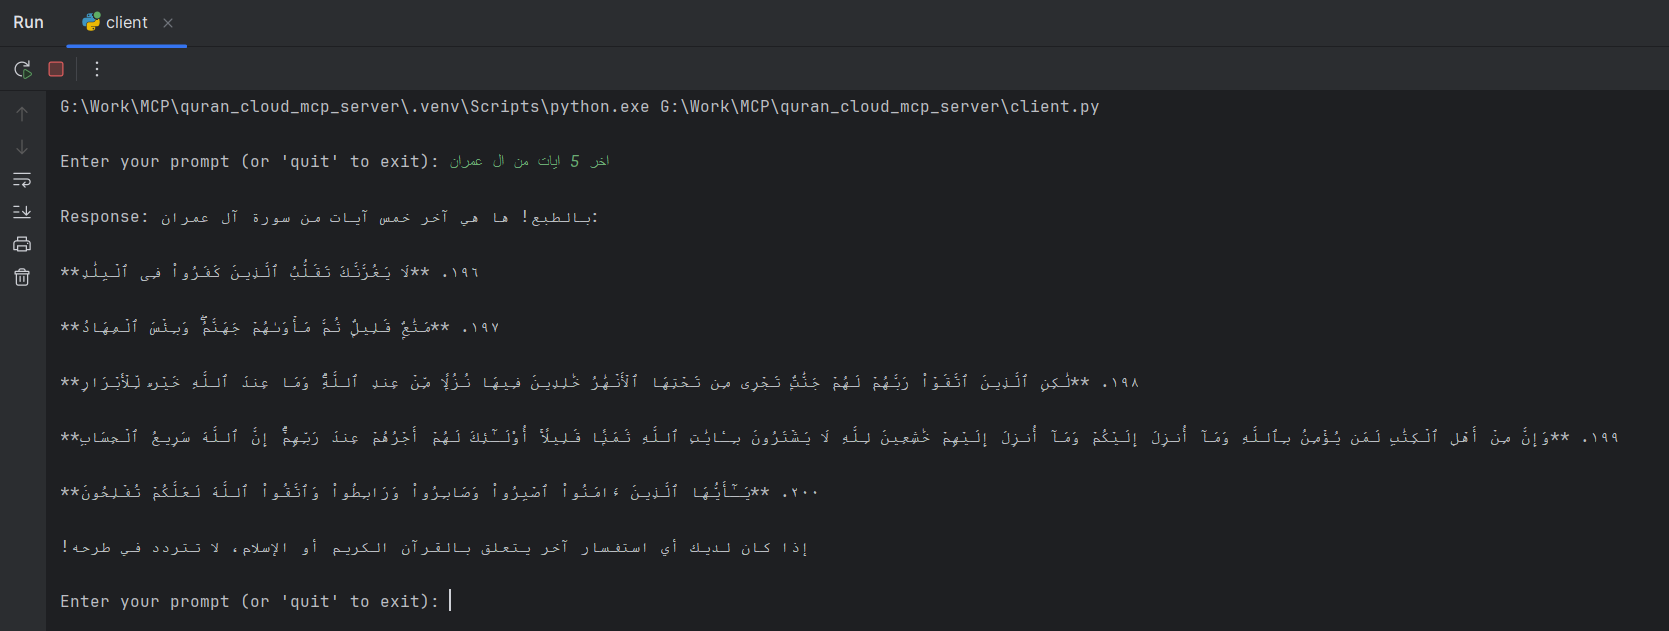 Run client
G:\Work\MCP\quran_cloud_mcp_server\.venv\Scripts\python.exe G:\Work\MCP\quran_cloud_mcp_server\client.py
Enter your prompt (or 'quit' to exit): اخر 5 ايات من ال عمران
Response: بالطبع! ها هي آخر خمس آيات من سورة آل عمران:
١٩٦. **لَا يَغُرَّنَّكَ تَقَلُّبُ ٱلَّذِينَ كَفَرُوا۟ فِى ٱلْبِلَٰدِ**
١٩٧. **مَتَٰعٌۭ قَلِيلٌۭ ثُمَّ مَأْوَىٰهُمْ جَهَنَّمُ ۚ وَبِئْسَ ٱلْمِهَادُ**
١٩٨. **لَٰكِنِ ٱلَّذِينَ ٱتَّقَوْا۟ رَبَّهُمْ لَهُمْ جَنَّٰتٌۭ تَجْرِى مِن تَحْتِهَا ٱلْأَنْهَٰرُ خَٰلِدِينَ فِيهَا نُزُلًۭا مِّنْ عِندِ ٱللَّهِ ۗ وَمَا عِندَ ٱللَّهِ خَيْرٌۭ لِّلْأَبْرَارِ**
١٩٩. **وَإِنَّ مِنْ أَهْلِ ٱلْكِتَٰبِ لَمَن يُؤْمِنُ بِٱللَّهِ وَمَآ أُنزِلَ إِلَيْكُمْ وَمَآ أُنزِلَ إِلَيْهِمْ خَٰشِعِينَ لِلَّهِ لَا يَشْتَرُونَ بِـَٔايَٰتِ ٱللَّهِ ثَمَنًۭا قَلِيلًا ۗ أُو۟لَٰٓئِكَ لَهُمْ أَجْرُهُمْ عِندَ رَبِّهِمْ ۗ إِنَّ ٱللَّهَ سَرِيعُ ٱلْحِسَابِ**
٢٠٠. **يَٰٓأَيُّهَا ٱلَّذِينَ ءَامَنُوا۟ ٱصْبِرُوا۟ وَصَابِرُوا۟ وَرَابِطُوا۟ وَٱتَّقُوا۟ ٱللَّهَ لَعَلَّكُمْ تُفْلِحُونَ**
إذا كان لديك أي استفسار آخر يتعلق بالقرآن الكريم أو الإسلام، لا تتردد في طرحه!
Enter your prompt (or 'quit' to exit):